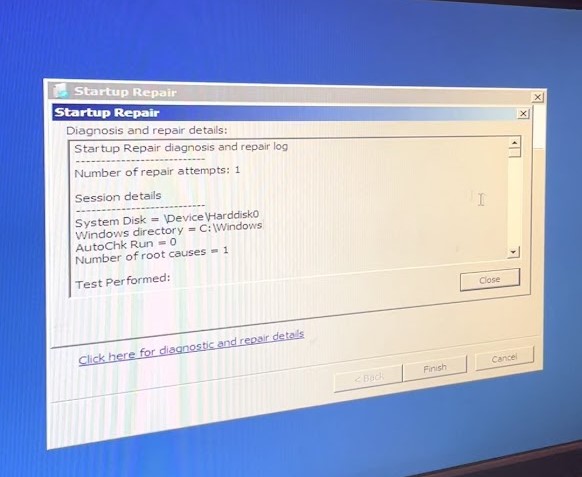 Startup Repair
Startup Repair
Diagnosis and repair details:
Startup Repair diagnosis and repair log
---------------------------
Number of repair attempts: 1
Session details
---------------------------
System Disk = \Device\Harddisk0
Windows directory = C:\Windows
AutoChk Run = 0
Number of root causes = 1
Test Performed:
Close
Click here for diagnostic and repair details
< Back
Finish
Cancel